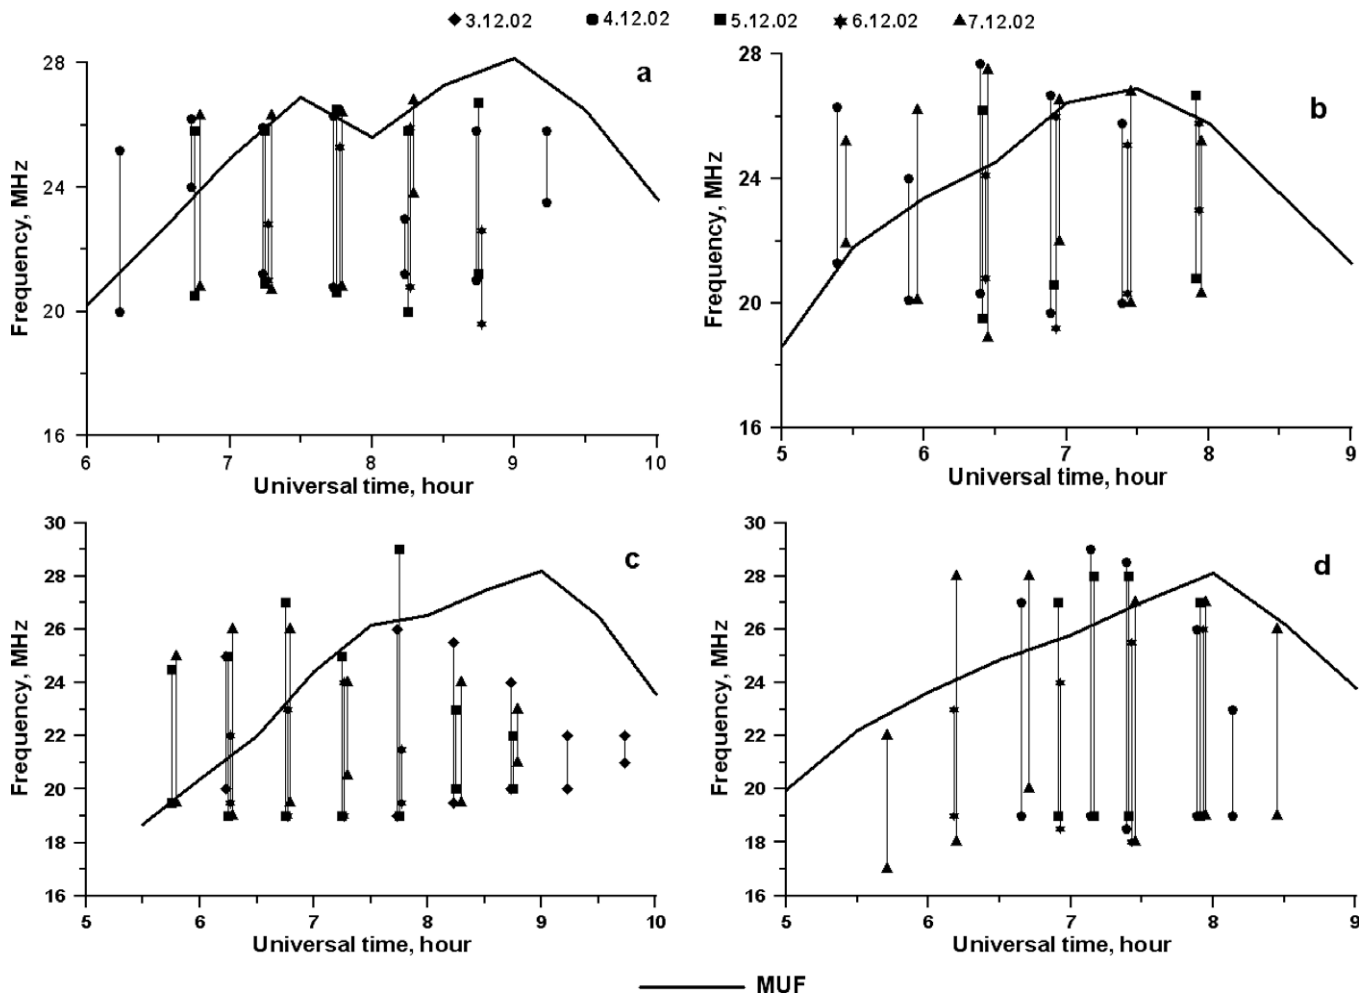 3.12.02 4.12.02 5.12.02 6.12.02 7.12.02
a
Frequency, MHz
28
24
20
16
6 7 8 9 10
Universal time, hour
b
Frequency, MHz
28
24
20
16
5 6 7 8 9
Universal time, hour
c
Frequency, MHz
30
28
26
24
22
20
18
16
5 6 7 8 9 10
Universal time, hour
d
Frequency, MHz
30
28
26
24
22
20
18
16
5 6 7 8 9
Universal time, hour
MUF